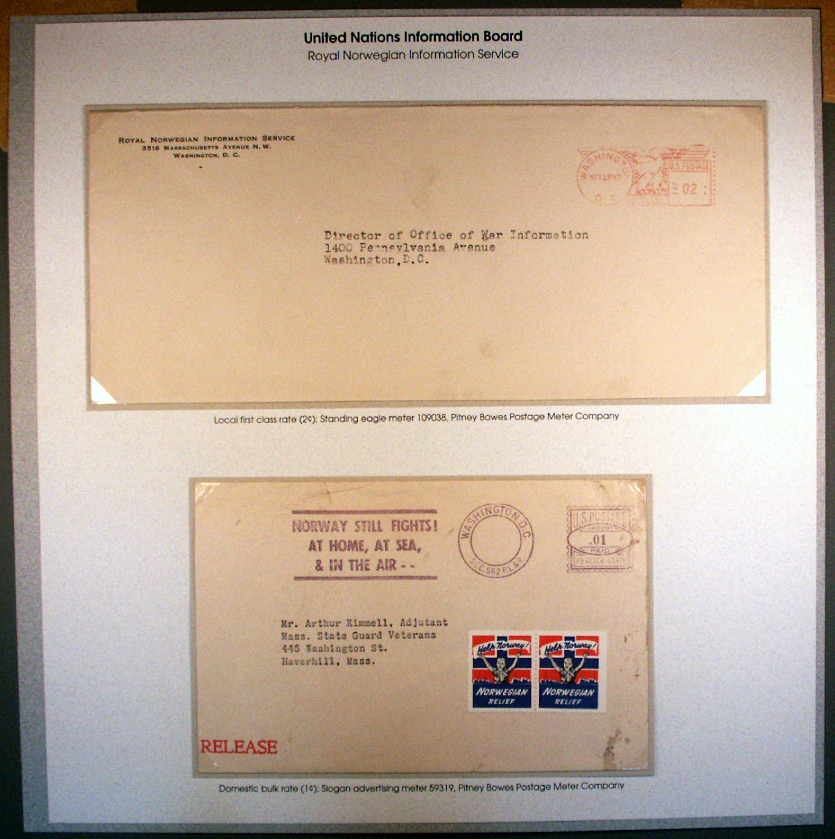 United Nations Information Board
Royal Norwegian Information Service
ROYAL NORWEGIAN INFORMATION SERVICE
3516 MASSACHUSETTS AVENUE N. W.
WASHINGTON, D. C.
WASHINGTON
D. C.
U.S. POSTAGE
02
Director of Office of War Information
1400 Pennsylvania Avenue
Washington,D.C.
Local first class rate (2¢); Standing eagle meter 109038, Pitney Bowes Postage Meter Company
NORWAY STILL FIGHTS!
AT HOME, AT SEA,
& IN THE AIR - -
WASHINGTON D.C.
SEC. 562 P.L.& R.
U.S. POSTAGE
.01
PAID
Mr. Arthur Kimmell, Adjutant
Mass. State Guard Veterans
445 Washington St.
Haverhill, Mass.
Help Norway! Help Norway!
NORWEGIAN NORWEGIAN
RELIEF RELIEF
RELEASE
Domestic bulk rate (1¢); Slogan advertising meter 59319, Pitney Bowes Postage Meter Company